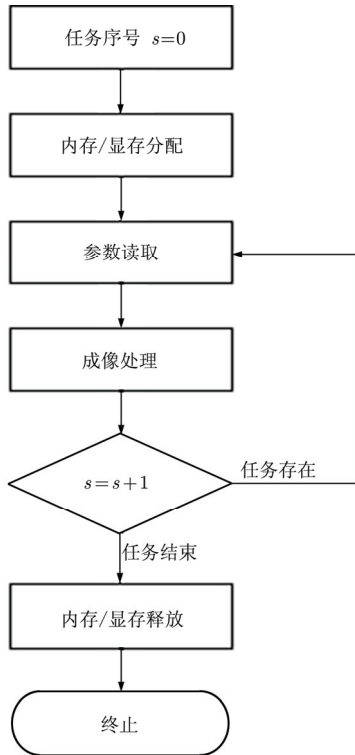 任务序号 s=0
内存/显存分配
参数读取
成像处理
s=s+1
任务存在
任务结束
内存/显存释放
终止